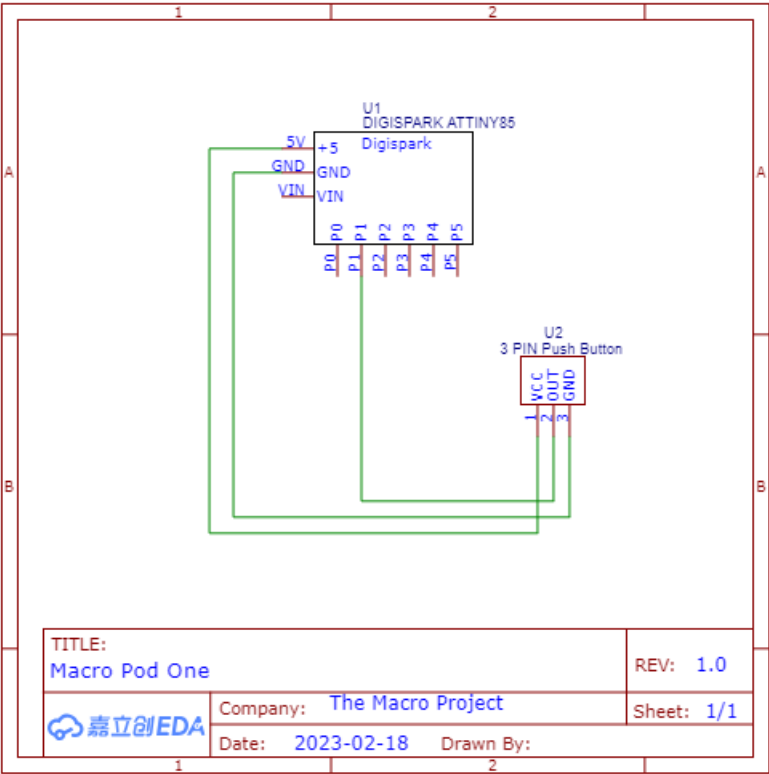 1 2
U1
DIGISPARK ATTINY85
5V +5 Digispark
A GND GND A
VIN VIN
P0 P1 P2 P3 P4 P5
P0 P1 P2 P3 P4 P5
U2
3 PIN Push Button
VCC OUT GND
1 2 3
B B
TITLE:
Macro Pod One
REV: 1.0
嘉立创EDA
Company: The Macro Project
Sheet: 1/1
Date: 2023-02-18 Drawn By:
1 2